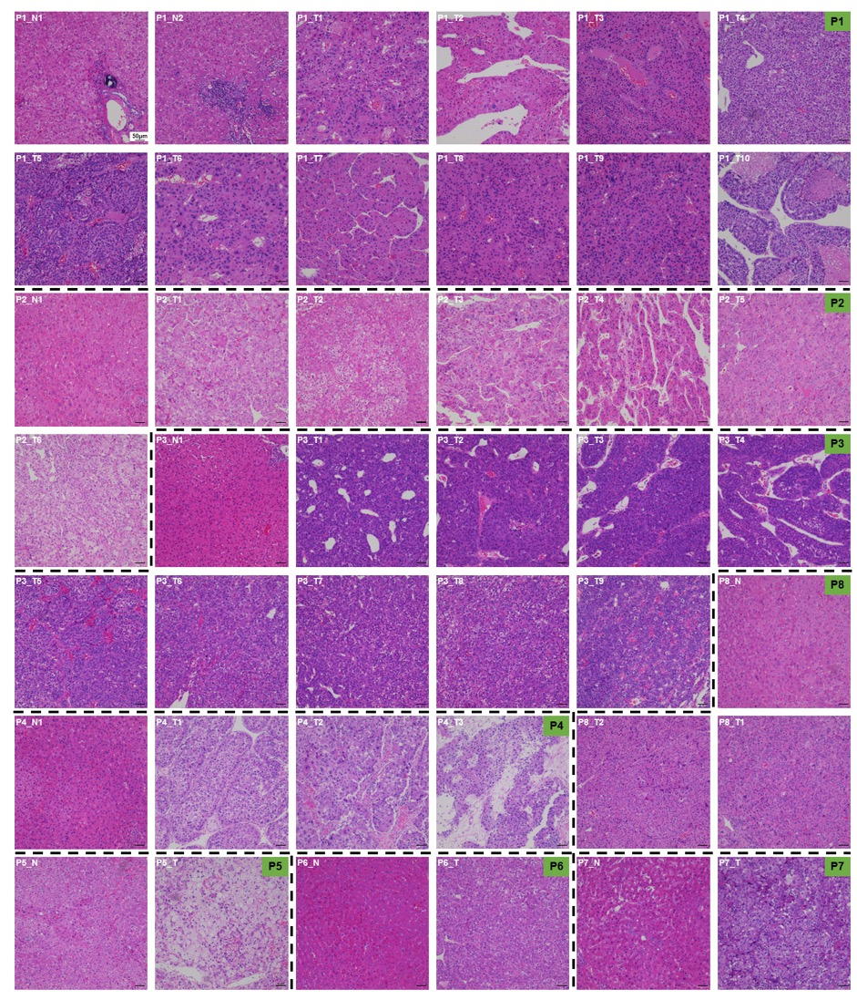 P1_N1 P1_N2 P1_T1 P1_T2 P1_T3 P1_T4 P1
50µm
P1_T5 P1_T6 P1_T7 P1_T8 P1_T9 P1_T10
P2_N1 P2_T1 P2_T2 P2_T3 P2_T4 P2_T5 P2
P2_T6 P3_N1 P3_T1 P3_T2 P3_T3 P3_T4 P3
P3_T5 P3_T6 P3_T7 P3_T8 P3_T9 P8_N P8
P4_N1 P4_T1 P4_T2 P4_T3 P4 P8_T2 P8_T1
P5_N P5_T P5 P6_N P6_T P6 P7_N P7_T P7